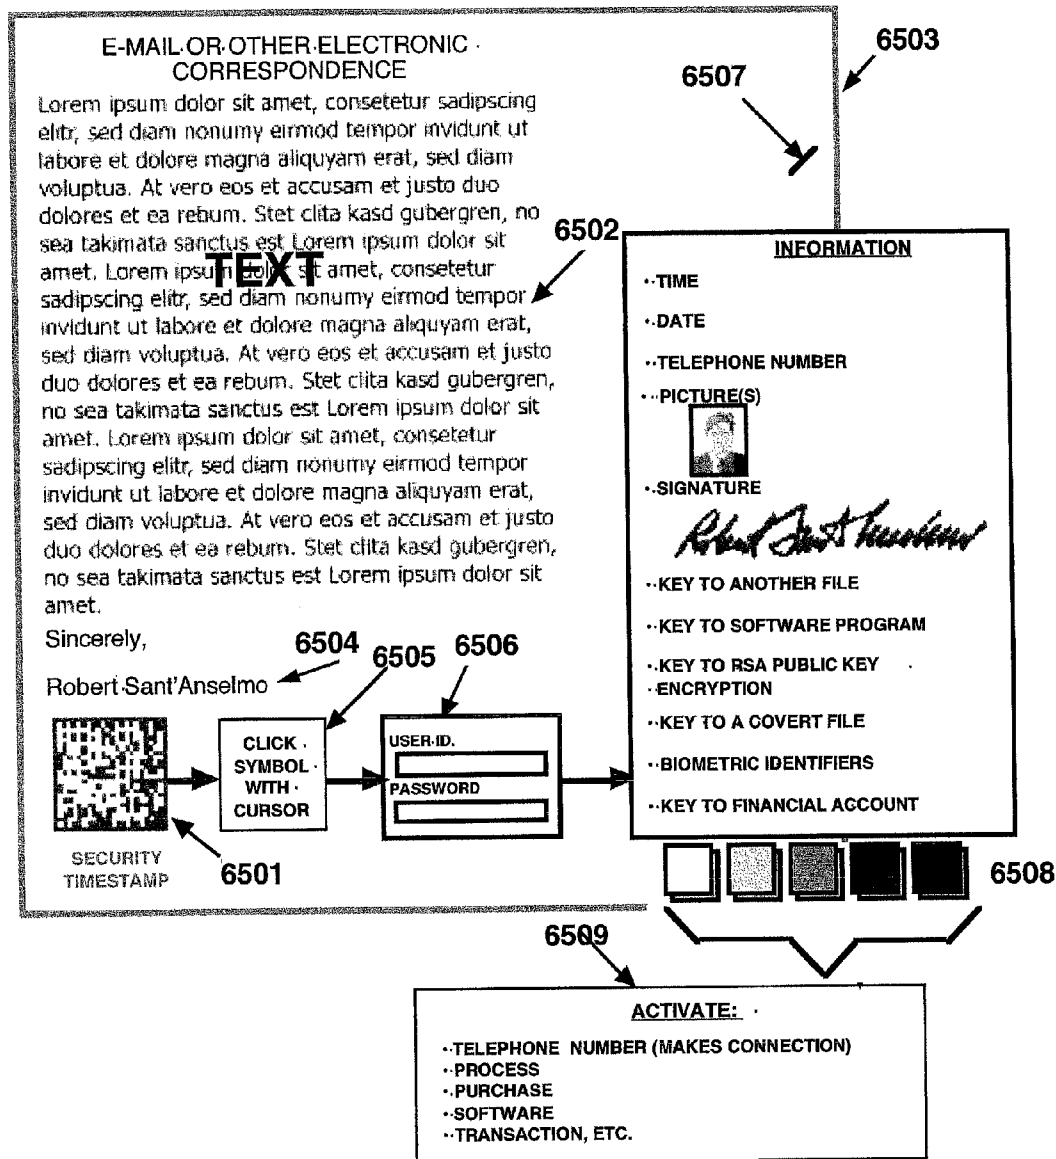 E-MAIL OR OTHER ELECTRONIC
CORRESPONDENCE
Lorem ipsum dolor sit amet, consetetur sadipscing
elitr, sed diam nonumy eirmod tempor invidunt ut
labore et dolore magna aliquyam erat, sed diam
voluptua. At vero eos et accusam et justo duo
dolores et ea rebum. Stet clita kasd gubergren, no
sea takimata sanctus est Lorem ipsum dolor sit
amet. Lorem ipsum dolor sit amet, consetetur
TEXT
sadipscing elitr, sed diam nonumy eirmod tempor
invidunt ut labore et dolore magna aliquyam erat,
sed diam voluptua. At vero eos et accusam et justo
duo dolores et ea rebum. Stet clita kasd gubergren,
no sea takimata sanctus est Lorem ipsum dolor sit
amet. Lorem ipsum dolor sit amet, consetetur
sadipscing elitr, sed diam nonumy eirmod tempor
invidunt ut labore et dolore magna aliquyam erat,
sed diam voluptua. At vero eos et accusam et justo
duo dolores et ea rebum. Stet clita kasd gubergren,
no sea takimata sanctus est Lorem ipsum dolor sit
amet.
Sincerely,
Robert Sant'Anselmo
6504
6505
6506
CLICK
SYMBOL
WITH
CURSOR
USER ID.
PASSWORD
SECURITY
TIMESTAMP
6501
6502
6507
6503
INFORMATION
TIME
DATE
TELEPHONE NUMBER
PICTURE(S)
SIGNATURE
Robert Sant'Anselmo
KEY TO ANOTHER FILE
KEY TO SOFTWARE PROGRAM
KEY TO RSA PUBLIC KEY
ENCRYPTION
KEY TO A COVERT FILE
BIOMETRIC IDENTIFIERS
KEY TO FINANCIAL ACCOUNT
6508
6509
ACTIVATE:
TELEPHONE NUMBER (MAKES CONNECTION)
PROCESS
PURCHASE
SOFTWARE
TRANSACTION, ETC.